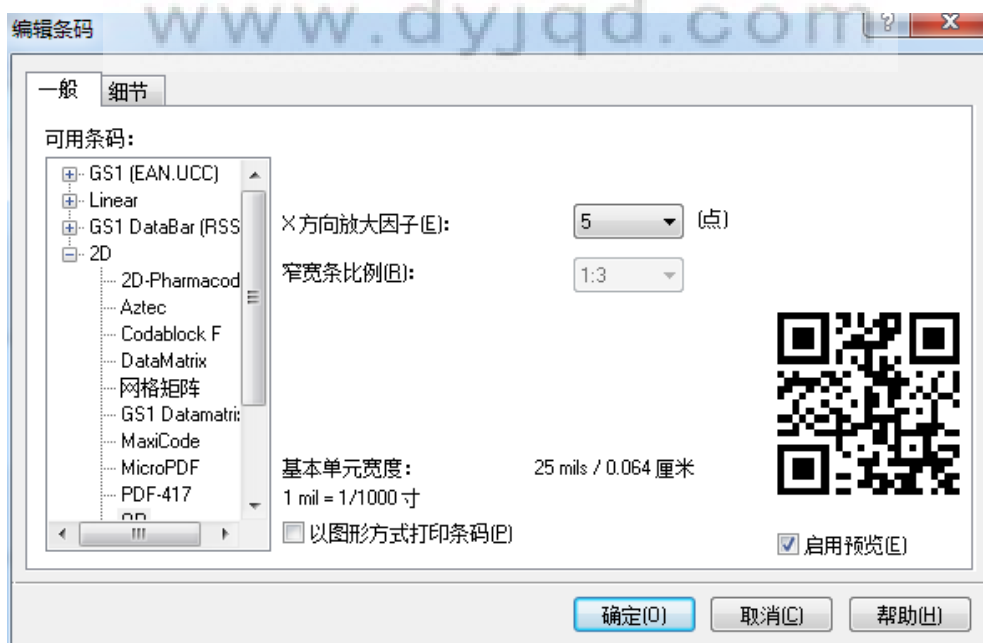 www.dyjqd.com
编辑条码
一般
细节
可用条码:
GS1 (EAN.UCC)
Linear
GS1 DataBar (RSS
2D
2D-Pharmacod
Aztec
Codablock F
DataMatrix
网格矩阵
GS1 Datamatri
MaxiCode
MicroPDF
PDF-417
X方向放大因子(E):
5
(点)
窄宽条比例(R):
1:3
基本单元宽度:
25 mils / 0.064 厘米
1 mil = 1/1000 寸
以图形方式打印条码(P)
启用预览(E)
确定(O)
取消(C)
帮助(H)